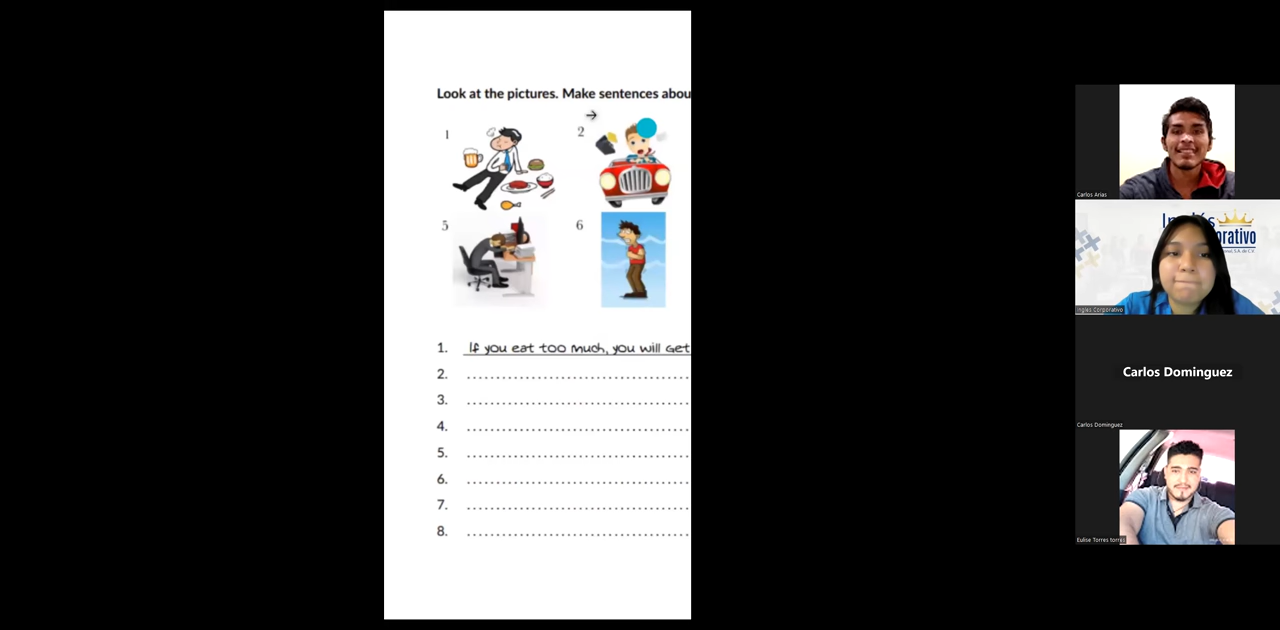 Look at the pictures. Make sentences abou
1
2
5
6
1. If you eat too much, you will get
2.
3.
4.
5.
6.
7.
8.
Carlos Arias
Inglés
Corporativo
Ingles Corporativo
Carlos Dominguez
Carlos Dominguez
Eulise Torres torres